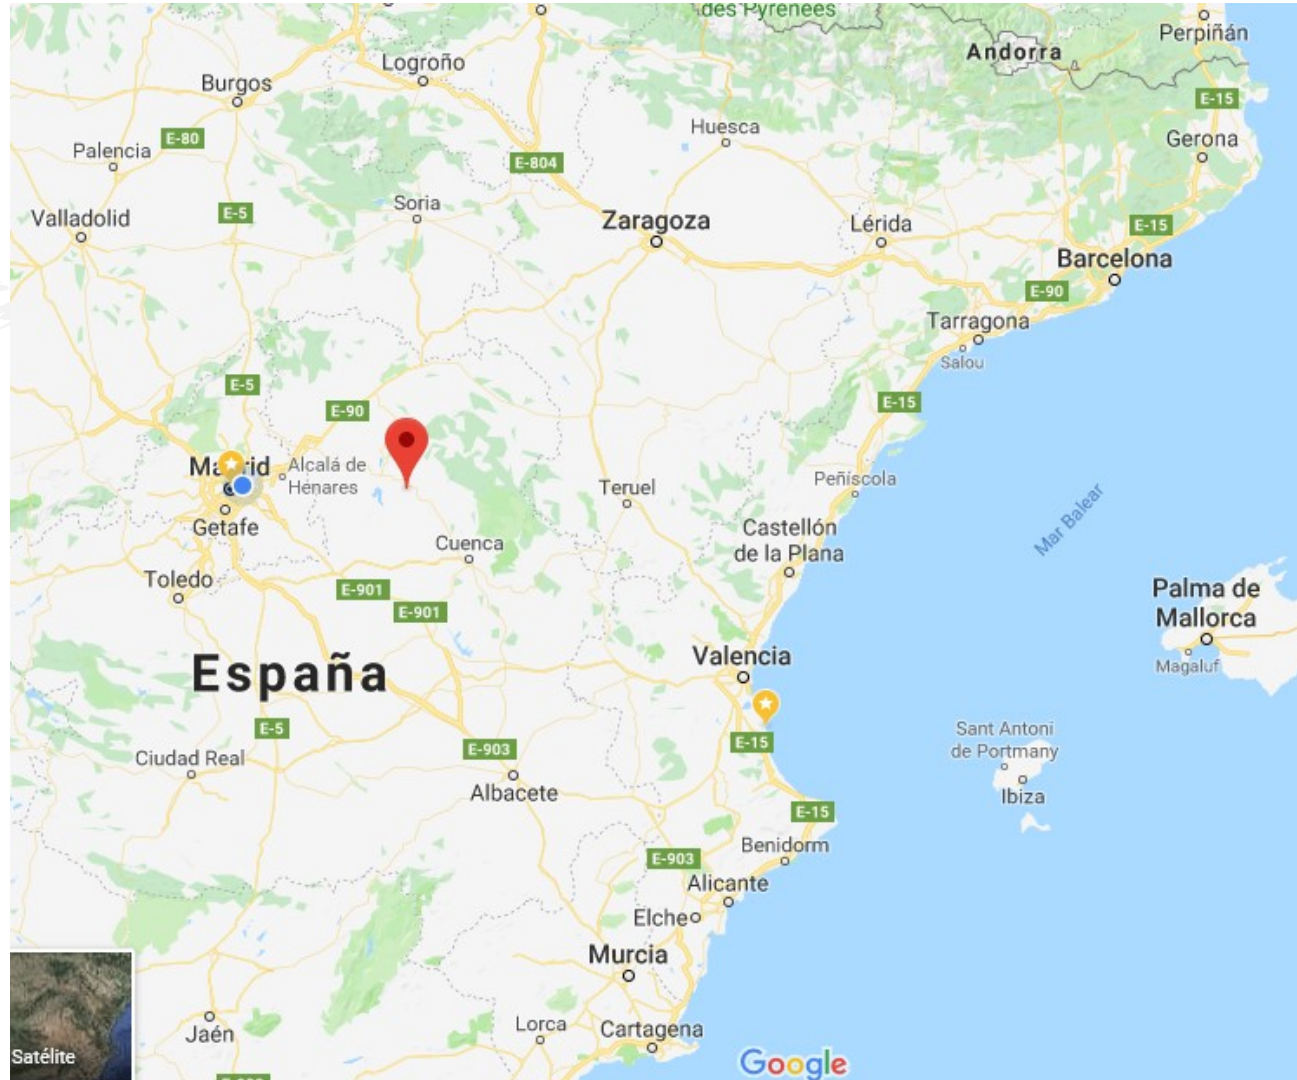 des Pyrénées
Perpiñán
Andorra
Logroño
Burgos
E-15
Huesca
Gerona
E-80
Palencia
E-804
Soria
E-5
Valladolid
Zaragoza
Lérida
E-15
Barcelona
E-90
Tarragona
Salou
E-5
E-90
E-15
Alcalá de
Henares
Getafe
Teruel
Peñíscola
Mar Balear
Castellón
de la Plana
Cuenca
Toledo
E-901
E-901
Palma de
Mallorca
Magaluf
España
Valencia
E-5
E-15
Sant Antoni
de Portmany
Ibiza
Ciudad Real
E-903
Albacete
E-15
Benidorm
E-903
Alicante
Elche
Murcia
Jaén
Lorca
Cartagena
Satélite
Google